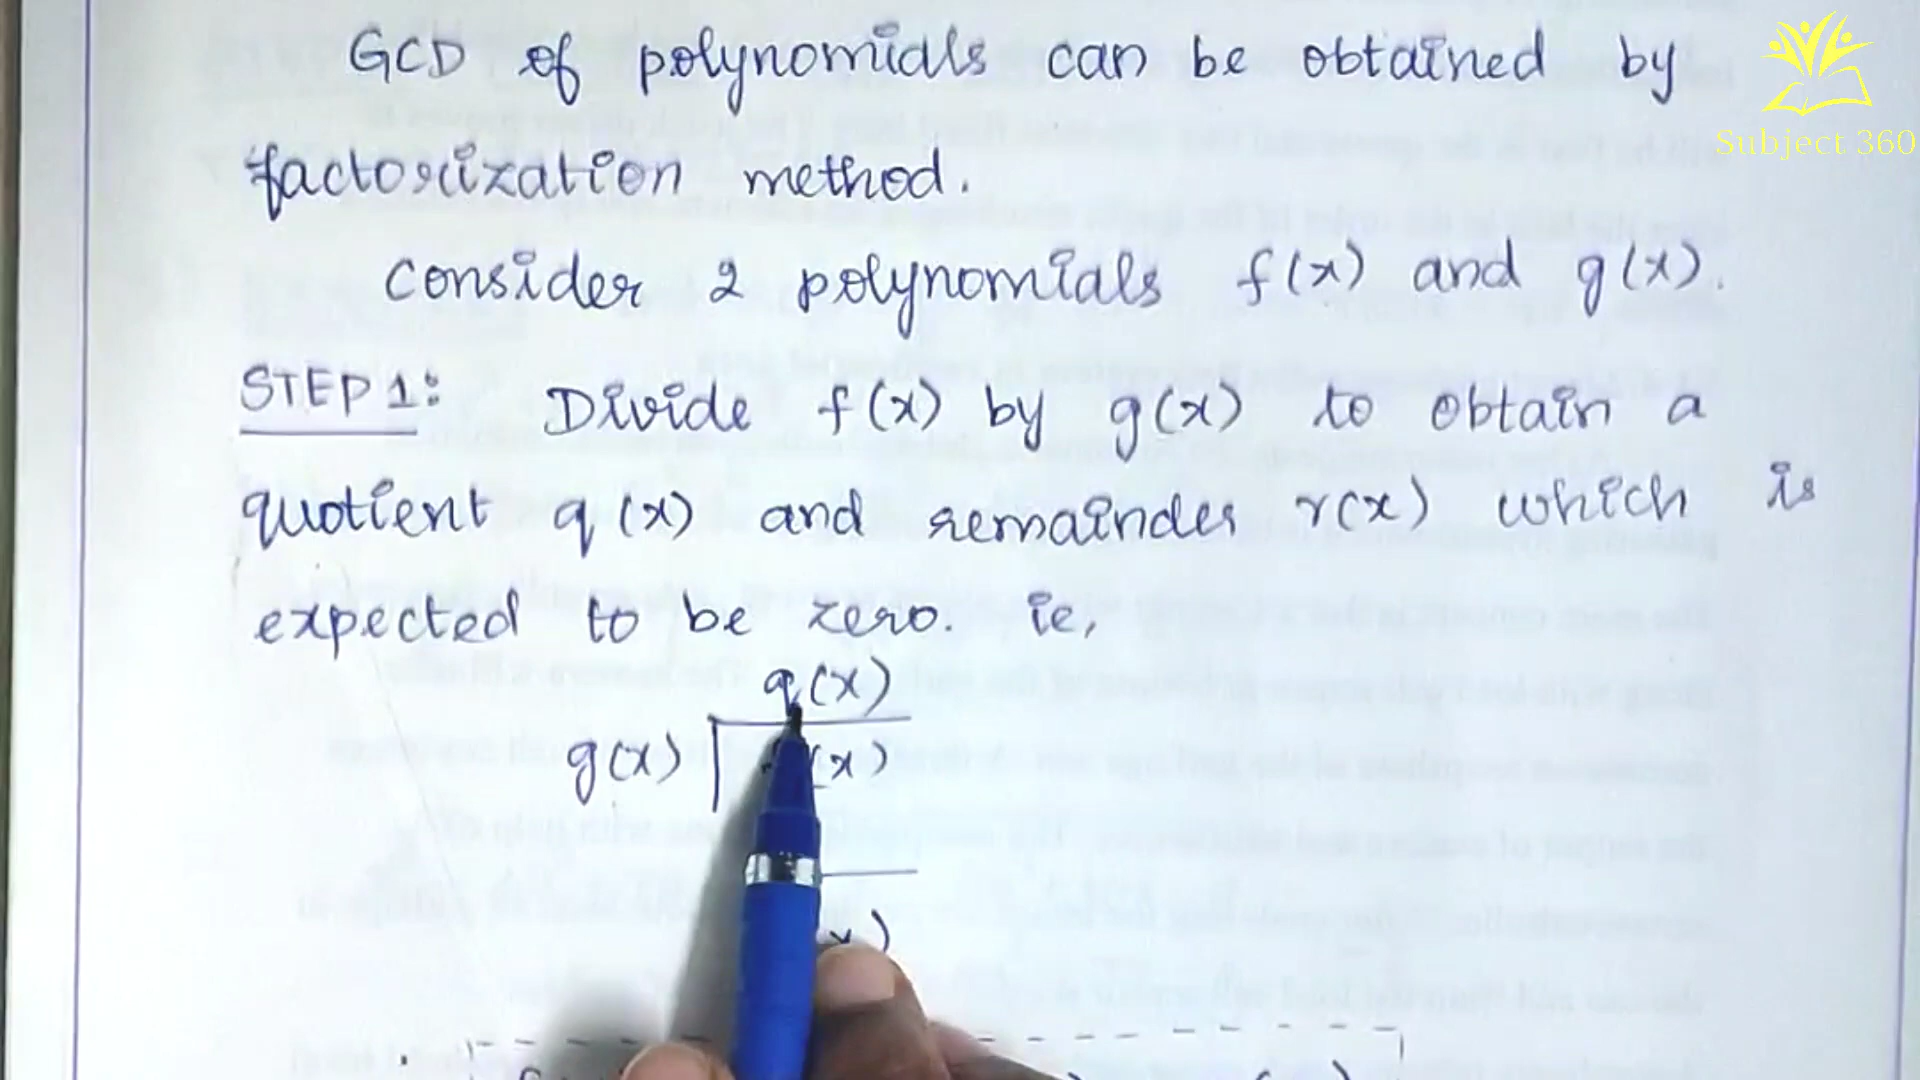 GCD of polynomials can be obtained by
factorization method.
Consider 2 polynomials f(x) and g(x).
STEP 1: Divide f(x) by g(x) to obtain a
quotient q(x) and remainder r(x) which is
expected to be zero. ie,
q(x)
g(x) (x)
x)
Subject 360